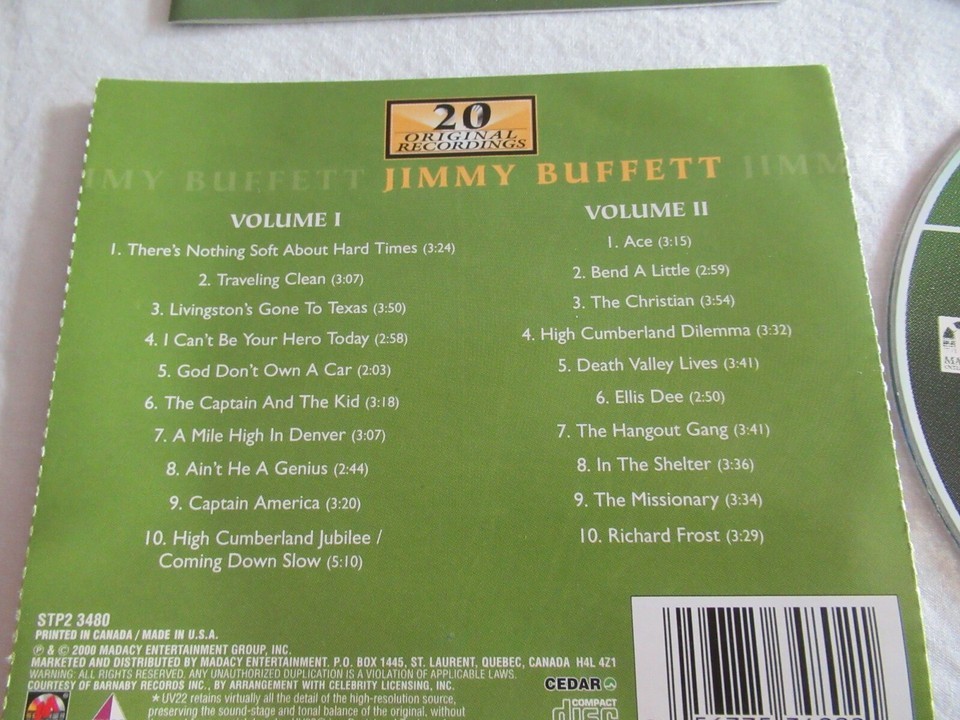 20
ORIGINAL
RECORDINGS
JIMMY BUFFETT JIMMY BUFFETT JIMM
VOLUME I
1. There's Nothing Soft About Hard Times (3:24)
2. Traveling Clean (3:07)
3. Livingston's Gone To Texas (3:50)
4. I Can't Be Your Hero Today (2:58)
5. God Don't Own A Car (2:03)
6. The Captain And The Kid (3:18)
7. A Mile High In Denver (3:07)
8. Ain't He A Genius (2:44)
9. Captain America (3:20)
10. High Cumberland Jubilee /
Coming Down Slow (5:10)
VOLUME II
1. Ace (3:15)
2. Bend A Little (2:59)
3. The Christian (3:54)
4. High Cumberland Dilemma (3:32)
5. Death Valley Lives (3:41)
6. Ellis Dee (2:50)
7. The Hangout Gang (3:41)
8. In The Shelter (3:36)
9. The Missionary (3:34)
10. Richard Frost (3:29)
STP2 3480
PRINTED IN CANADA / MADE IN U.S.A.
℗ & © 2000 MADACY ENTERTAINMENT GROUP, INC.
MARKETED AND DISTRIBUTED BY MADACY ENTERTAINMENT. P.O. BOX 1445, ST. LAURENT, QUEBEC, CANADA H4L 4Z1
WARNING: ALL RIGHTS RESERVED. ANY UNAUTHORIZED DUPLICATION IS A VIOLATION OF APPLICABLE LAWS.
COURTESY OF BARNABY RECORDS INC., BY ARRANGEMENT WITH CELEBRITY LICENSING, INC.
★UV22 retains virtually all the detail of the high-resolution source,
preserving the sound-stage and tonal balance of the original, without
CEDAR
COMPACT
disc